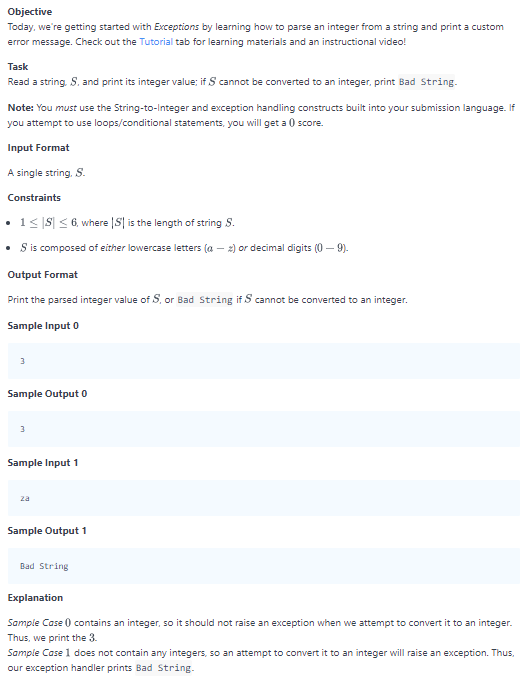 Objective
Today, we're getting started with Exceptions by learning how to parse an integer from a string and print a custom
error message. Check out the Tutorial tab for learning materials and an instructional video!
Task
Read a string, S, and print its integer value; if S cannot be converted to an integer, print Bad String.
Note: You must use the String-to-Integer and exception handling constructs built into your submission language. If
you attempt to use loops/conditional statements, you will get a 0 score.
Input Format
A single string, S.
Constraints
• 1 ≤ |S| ≤ 6, where |S| is the length of string S.
• S is composed of either lowercase letters (a − z) or decimal digits (0 − 9).
Output Format
Print the parsed integer value of S, or Bad String if S cannot be converted to an integer.
Sample Input 0
3
Sample Output 0
3
Sample Input 1
za
Sample Output 1
Bad String
Explanation
Sample Case 0 contains an integer, so it should not raise an exception when we attempt to convert it to an integer.
Thus, we print the 3.
Sample Case 1 does not contain any integers, so an attempt to convert it to an integer will raise an exception. Thus,
our exception handler prints Bad String.